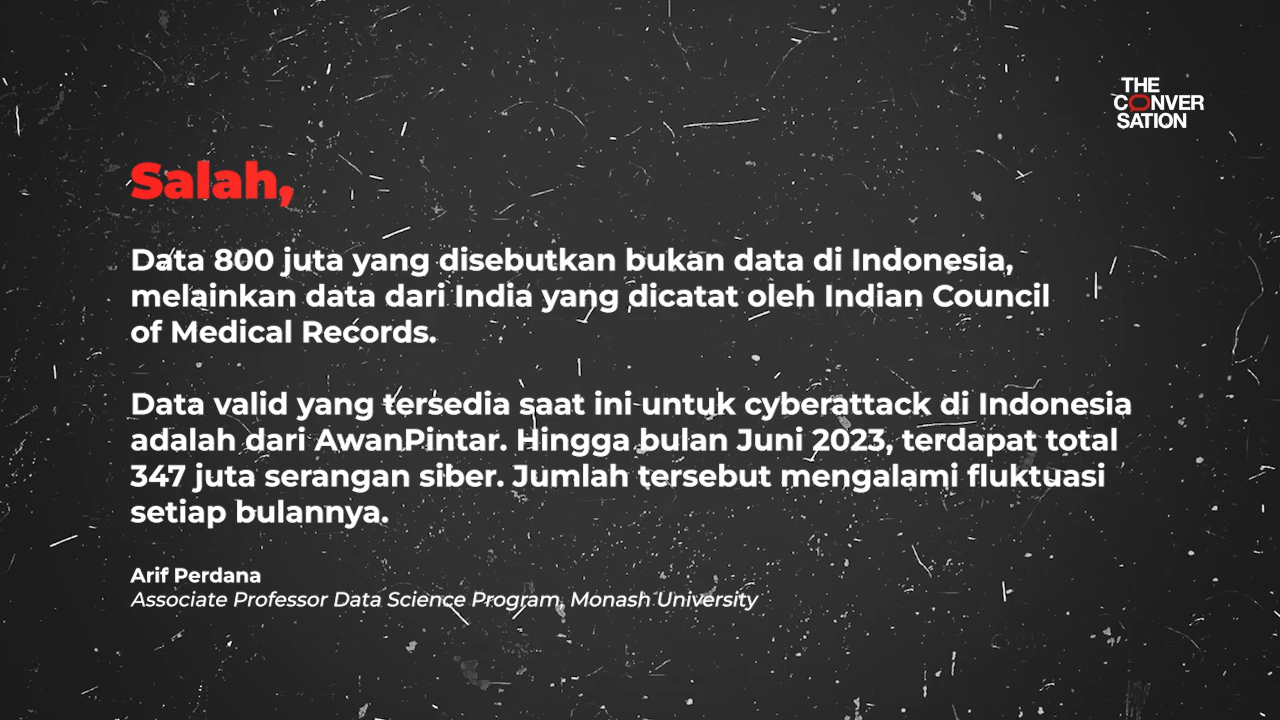 THE
CONVER
SATION
Salah,
Data 800 juta yang disebutkan bukan data di Indonesia,
melainkan data dari India yang dicatat oleh Indian Council
of Medical Records.
Data valid yang tersedia saat ini untuk cyberattack di Indonesia
adalah dari AwanPintar. Hingga bulan Juni 2023, terdapat total
347 juta serangan siber. Jumlah tersebut mengalami fluktuasi
setiap bulannya.
Arif Perdana
Associate Professor Data Science Program, Monash University